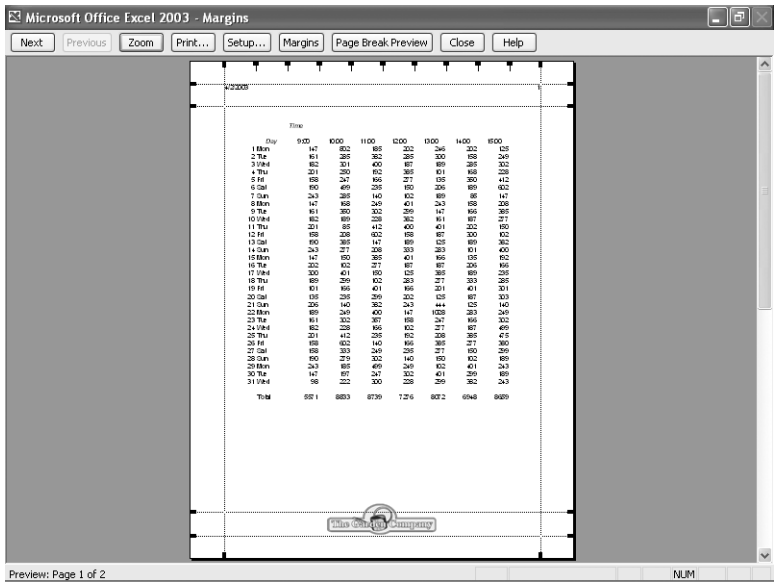 Microsoft Office Excel 2003 - Margins
Next Previous Zoom Print... Setup... Margins Page Break Preview Close Help
Time
Day 9:00 10:00 11:00 12:00 13:00 14:00 15:00
1 Mon 147 802 185 202 246 202 125
2 Tue 161 285 382 285 300 158 249
3 Wed 182 301 400 187 189 285 302
4 Thu 201 250 192 385 101 168 228
5 Fri 158 247 166 277 135 350 412
6 Sat 190 499 235 150 206 189 602
7 Sun 243 285 140 102 189 85 147
8 Mon 147 168 249 401 243 158 208
9 Tue 161 350 302 299 147 166 385
10 Wed 182 189 228 382 161 187 277
11 Thu 201 85 412 400 401 202 150
12 Fri 158 208 602 158 187 300 102
13 Sat 190 385 147 189 125 189 382
14 Sun 243 277 208 333 283 101 400
15 Mon 147 150 385 401 166 135 192
16 Tue 202 102 277 187 187 206 166
17 Wed 300 401 150 125 385 189 235
18 Thu 189 299 102 283 277 333 285
19 Fri 101 166 401 166 201 401 301
20 Sat 135 235 299 202 125 187 303
21 Sun 206 140 382 243 444 125 140
22 Mon 189 249 400 147 1028 283 249
23 Tue 161 302 387 158 247 166 302
24 Wed 182 228 166 102 277 187 499
25 Thu 201 412 235 192 208 385 475
26 Fri 158 602 140 166 385 277 380
27 Sat 158 333 249 235 277 150 299
28 Sun 190 279 302 140 150 102 189
29 Mon 243 185 499 249 102 401 243
30 Tue 147 197 247 302 401 299 189
31 Wed 98 222 300 228 299 382 243
Total 5571 8833 8739 7276 8072 6948
The Garden Company
Preview: Page 1 of 2 NUM